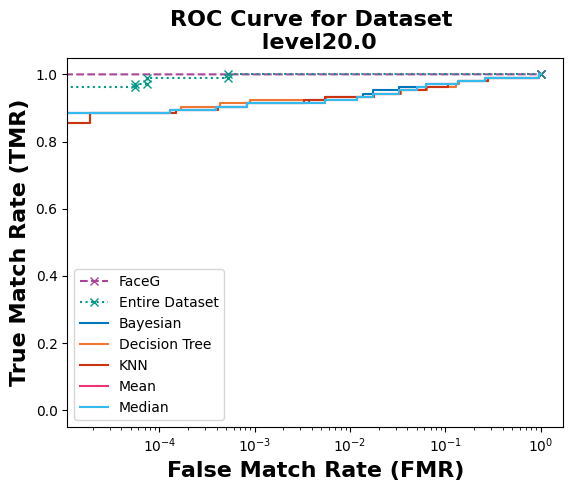 ROC Curve for Dataset
level20.0
True Match Rate (TMR)
1.0
0.8
0.6
0.4
0.2
0.0
FaceG
Entire Dataset
Bayesian
Decision Tree
KNN
Mean
Median
10⁻⁴
10⁻³
10⁻²
10⁻¹
10⁰
False Match Rate (FMR)